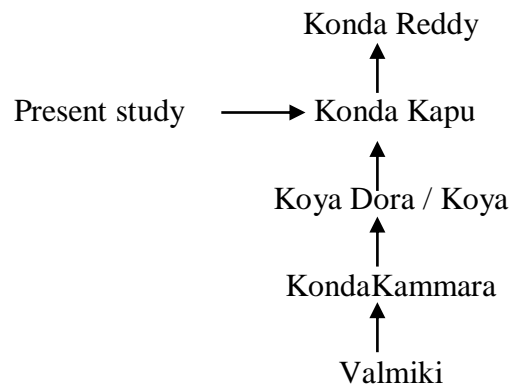 Konda Reddy
Present study Konda Kapu
Koya Dora / Koya
KondaKammara
Valmiki